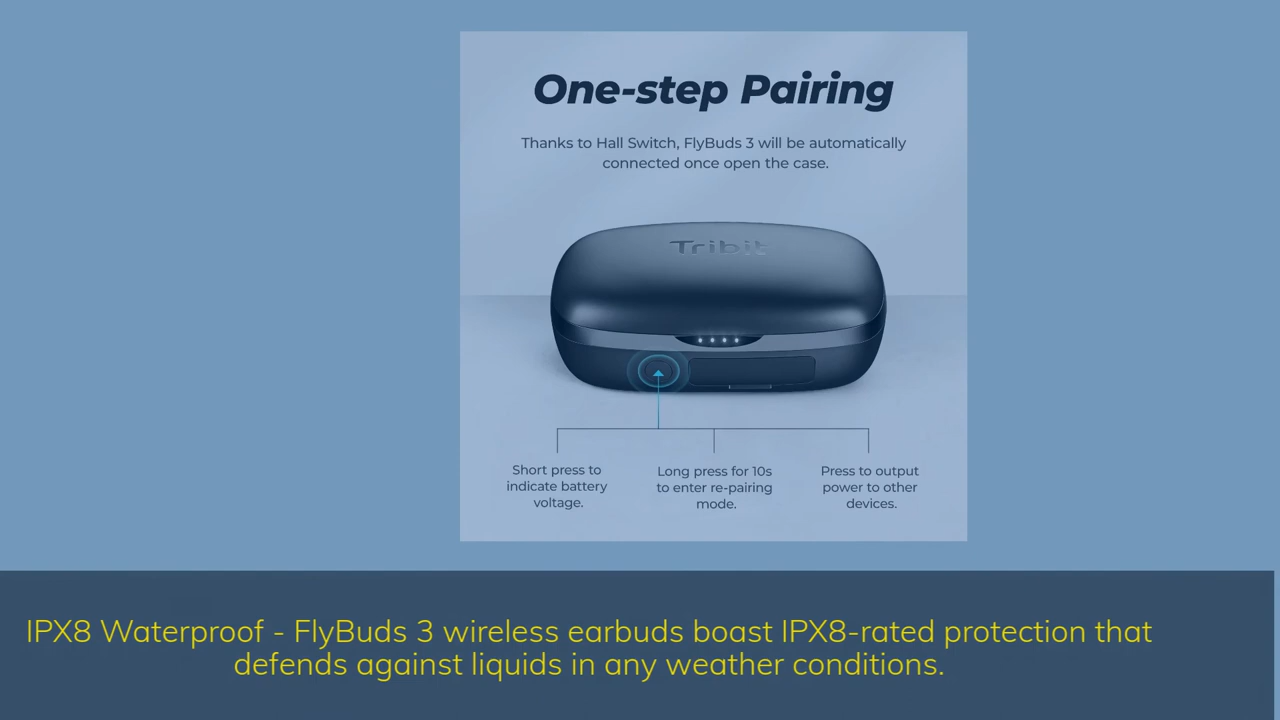 One-step Pairing
Thanks to Hall Switch, FlyBuds 3 will be automatically
connected once open the case.
Tribit
Short press to
indicate battery
voltage.
Long press for 10s
to enter re-pairing
mode.
Press to output
power to other
devices.
IPX8 Waterproof - FlyBuds 3 wireless earbuds boast IPX8-rated protection that
defends against liquids in any weather conditions.